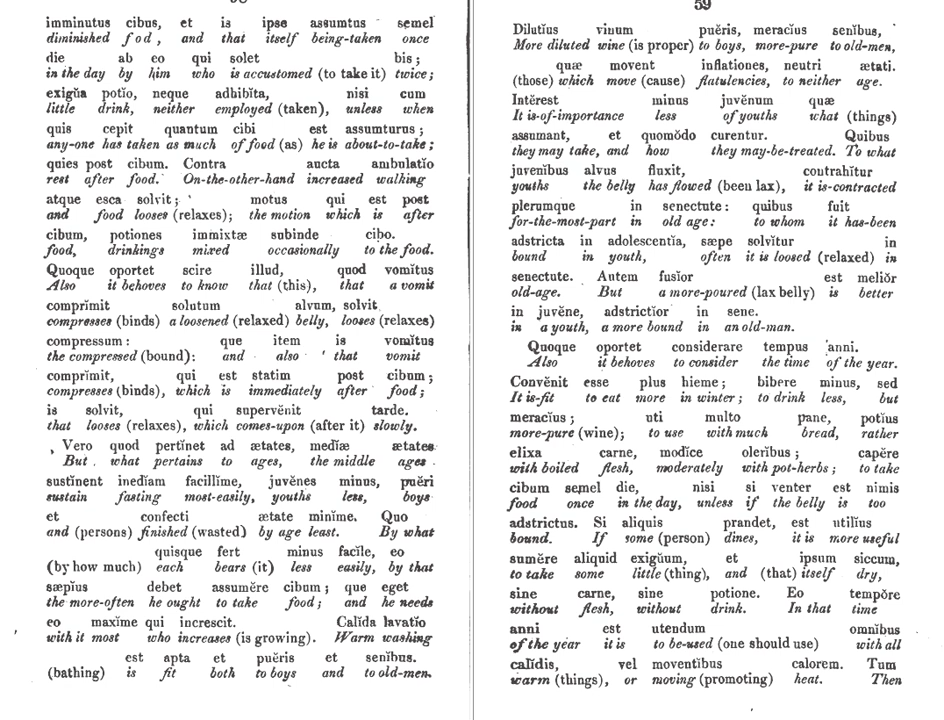 imminutus cibus, et is ipse assumtus semel
diminished food, and that itself being-taken once
die ab eo qui solet bis;
in the day by him who is accustomed (to take it) twice;
exigŭa potĭo, neque adhibĭta, nisi cum
little drink, neither employed (taken), unless when
quis cepit quantum cibi est assumturus;
any-one has taken as much of food (as) he is about-to-take;
quies post cibum. Contra aucta ambulatĭo
rest after food. On-the-other-hand increased walking
atque esca solvit; motus qui est post
and food looses (relaxes); the motion which is after
cibum, potiones immixtæ subinde cibo.
food, drinkings mixed occasionally to the food.
Quoque oportet scire illud, quod vomĭtus
Also it behoves to know that (this), that a vomit
comprĭmit solutum alvum, solvit
compresses (binds) a loosened (relaxed) belly, looses (relaxes)
compressum: que item is vomĭtus
the compressed (bound): and also that vomit
comprĭmit, qui est statim post cibum;
compresses (binds), which is immediately after food;
is solvit, qui supervĕnit tarde.
that looses (relaxes), which comes-upon (after it) slowly.
Vero quod pertĭnet ad ætates, medĭæ ætates
But what pertains to ages, the middle ages
sustĭnent inedĭam facillĭme, juvĕnes minus, puĕri
sustain fasting most-easily, youths less, boys
et confecti ætate minĭme. Quo
and (persons) finished (wasted) by age least. By what
quisque fert minus facĭle, eo
(by how much) each bears (it) less easily, by that
sæpĭus debet assumĕre cibum; que eget
the more-often he ought to take food; and he needs
eo maxĭme qui increscit. Calĭda lavatĭo
with it most who increases (is growing). Warm washing
est apta et puĕris et senĭbus.
(bathing) is fit both to boys and to old-men.
59
Dilutĭus vinum puĕris, meracĭus senĭbus,
More diluted wine (is proper) to boys, more-pure to old-men,
quæ movent inflationes, neutri ætati.
(those) which move (cause) flatulencies, to neither age.
Intĕrest minus juvĕnum quæ
It is-of-importance less of youths what (things)
assumant, et quomŏdo curentur. Quibus
they may take, and how they may-be-treated. To what
juvenĭbus alvus fluxit, contrahĭtur
youths the belly has flowed (been lax), it is-contracted
plerumque in senectute: quibus fuit
for-the-most-part in old age: to whom it has-been
adstricta in adolescentĭa, sæpe solvĭtur in
bound in youth, often it is loosed (relaxed) in
senectute. Autem fusĭor est melĭŏr
old-age. But a more-poured (lax belly) is better
in juvĕne, adstrictĭor in sene.
in a youth, a more bound in an old-man.
Quoque oportet considerare tempus anni.
Also it behoves to consider the time of the year.
Convĕnit esse plus hieme; bibĕre minus, sed
It is-fit to eat more in winter; to drink less, but
meracĭus; uti multo pane, potĭus
more-pure (wine); to use with much bread, rather
elixa carne, modĭce olerĭbus; capĕre
with boiled flesh, moderately with pot-herbs; to take
cibum semel die, nisi si venter est nimis
food once in the day, unless if the belly is too
adstrictus. Si aliquis prandet, est utilĭus
bound. If some (person) dines, it is more useful
sumĕre aliquid exigŭum, et ipsum siccum,
to take some little (thing), and (that) itself dry,
sine carne, sine potione. Eo tempŏre
without flesh, without drink. In that time
anni est utendum omnĭbus
of the year it is to be-used (one should use) with all
calĭdis, vel moventĭbus calorem. Tum
warm (things), or moving (promoting) heat. Then